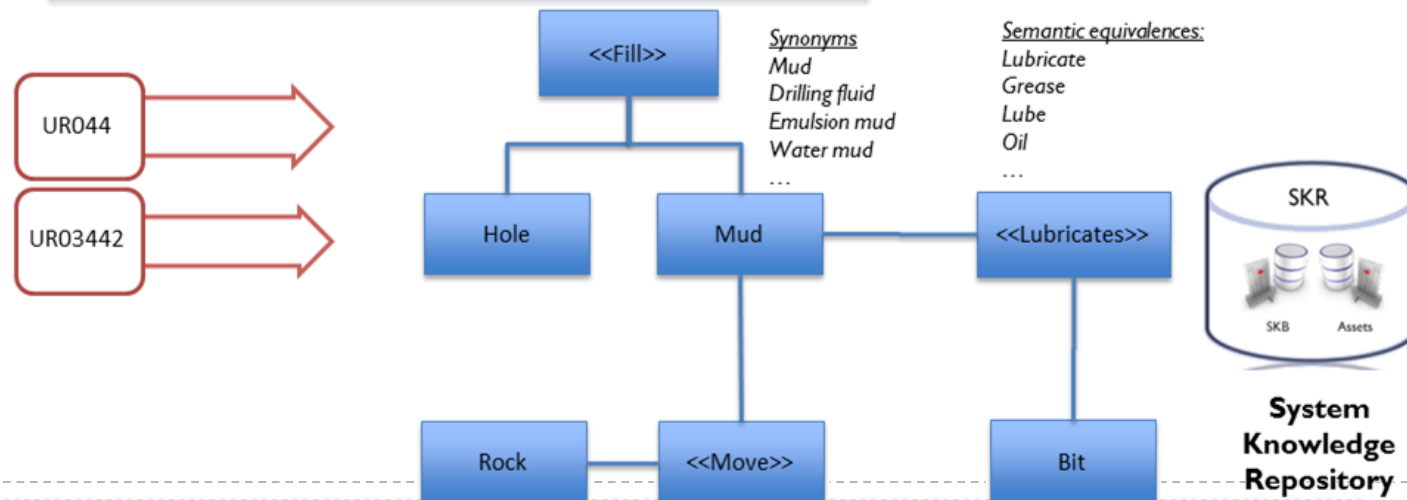 <<Fill>>
Synonyms
Mud
Drilling fluid
Emulsion mud
Water mud
...
Semantic equivalences:
Lubricate
Grease
Lube
Oil
...
UR044
UR03442
Hole
Mud
<<Lubricates>>
SKR
SKB
Assets
Rock
<<Move>>
Bit
System
Knowledge
Repository